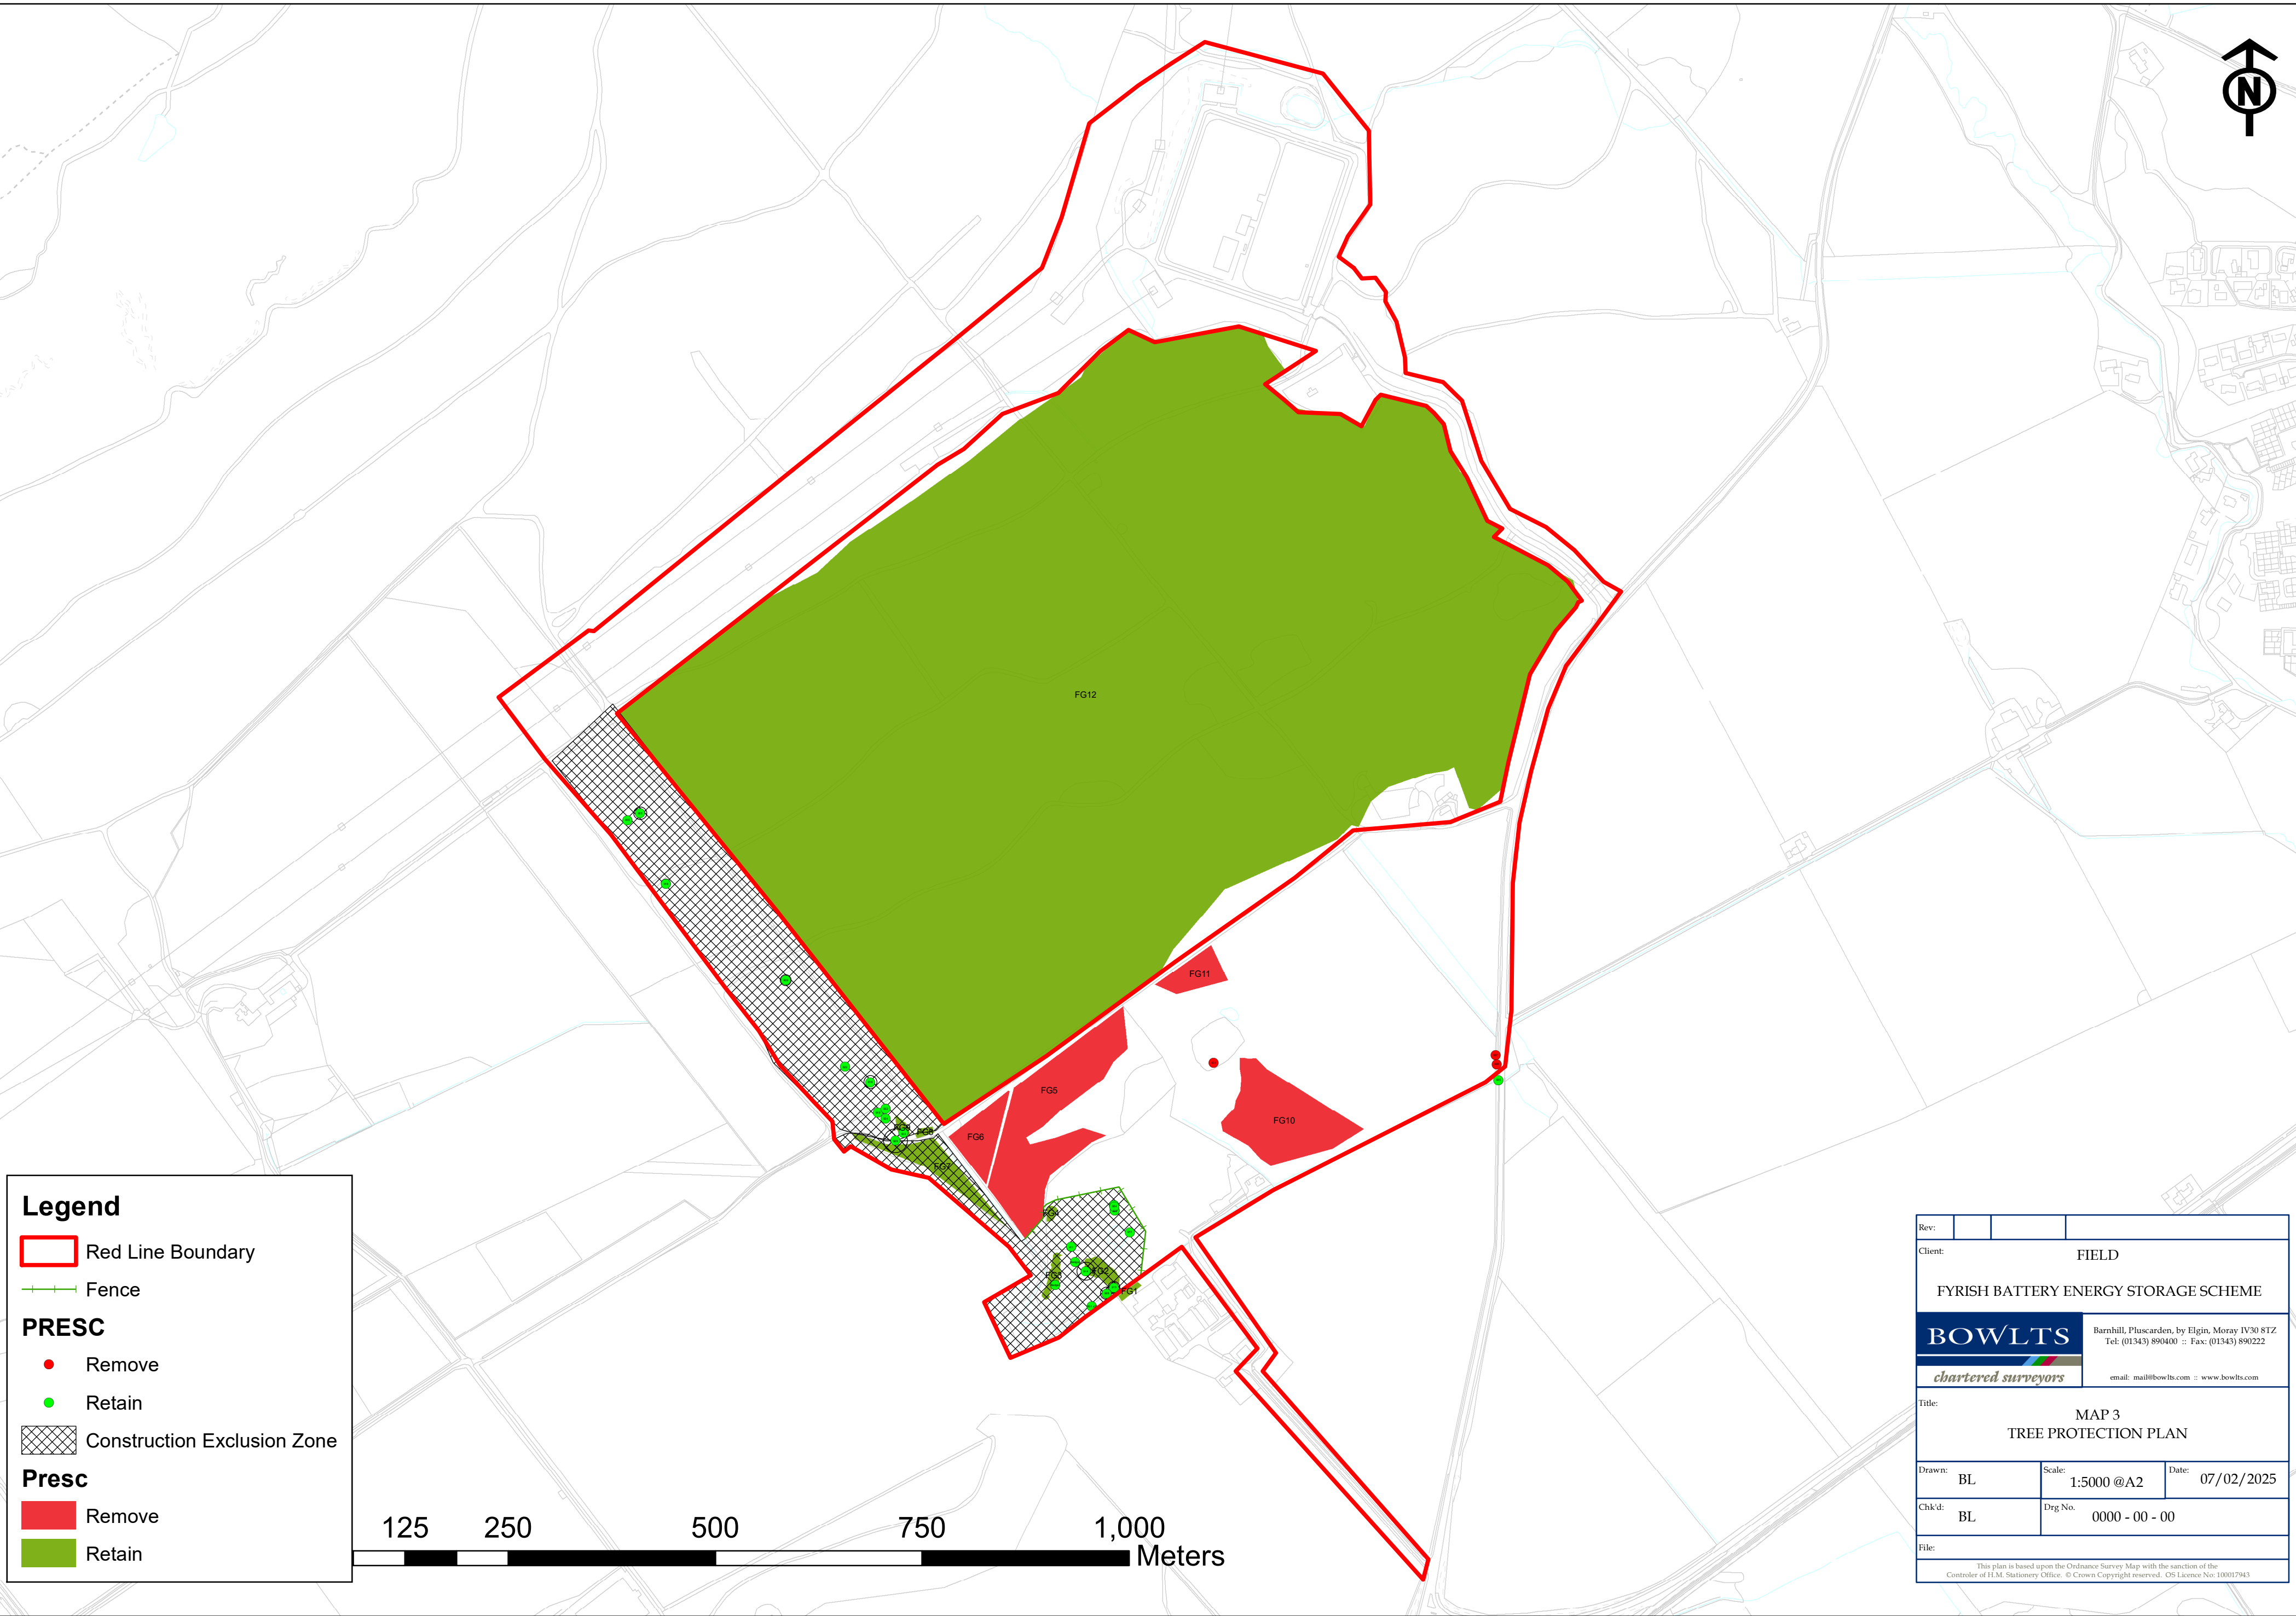 N
FG12
FG11
FG5
FG10
FG6
FG8
FG7
FG4
FG3
FG2
FG1
Legend
Red Line Boundary
Fence
PRESC
Remove
Retain
Construction Exclusion Zone
Presc
Remove
Retain
125 250 500 750 1,000
Meters
Rev:
Client:
FIELD
FYRISH BATTERY ENERGY STORAGE SCHEME
BOWLTS
chartered surveyors
Barnhill, Pluscarden, by Elgin, Moray IV30 8TZ
Tel: (01343) 890400 :: Fax: (01343) 890222
email: mail@bowlts.com :: www.bowlts.com
Title:
MAP 3
TREE PROTECTION PLAN
Drawn: BL
Scale: 1:5000 @A2
Date: 07/02/2025
Chk'd: BL
Drg No. 0000 - 00 - 00
File:
This plan is based upon the Ordnance Survey Map with the sanction of the
Controler of H.M. Stationery Office. © Crown Copyright reserved. OS Licence No: 100017943